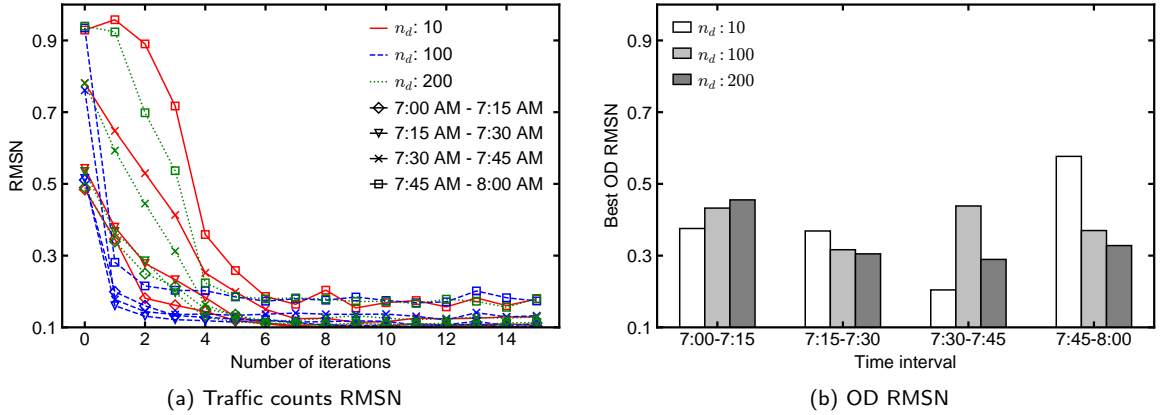 0.9
0.7
0.5
0.3
0.1
RMSN
0 2 4 6 8 10 12 14
Number of iterations
n_d: 10
n_d: 100
n_d: 200
7:00 AM - 7:15 AM
7:15 AM - 7:30 AM
7:30 AM - 7:45 AM
7:45 AM - 8:00 AM
(a) Traffic counts RMSN
0.9
0.7
0.5
0.3
0.1
Best OD RMSN
n_d: 10
n_d: 100
n_d: 200
7:00-7:15 7:15-7:30 7:30-7:45 7:45-8:00
Time interval
(b) OD RMSN